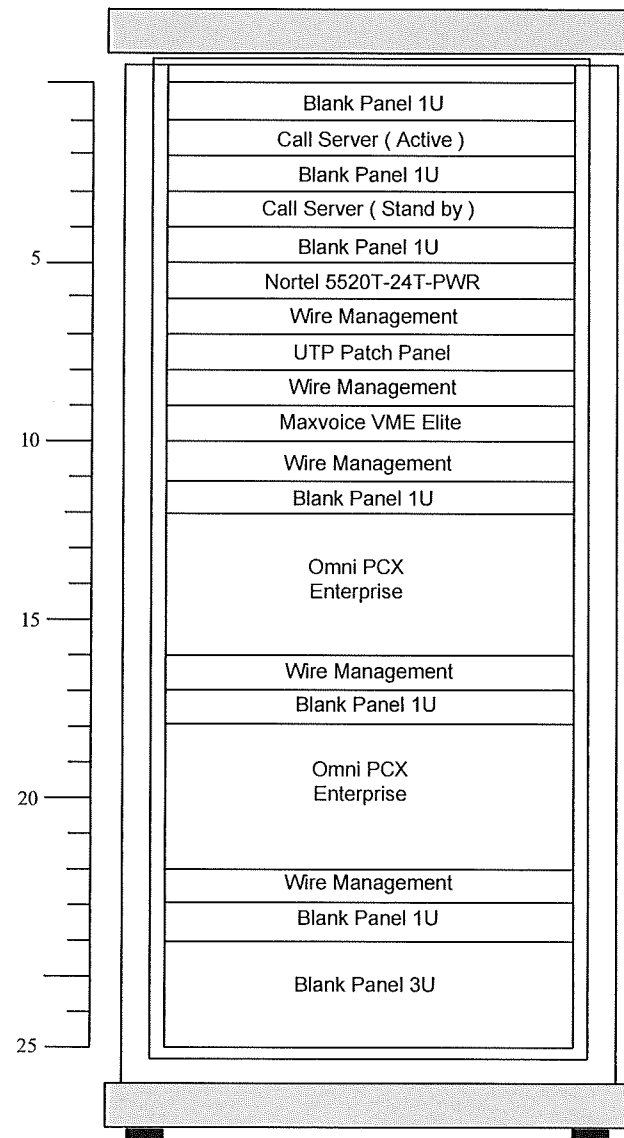 Blank Panel 1U
Call Server ( Active )
Blank Panel 1U
Call Server ( Stand by )
5
Blank Panel 1U
Nortel 5520T-24T-PWR
Wire Management
UTP Patch Panel
Wire Management
Maxvoice VME Elite
10
Wire Management
Blank Panel 1U
Omni PCX
Enterprise
15
Wire Management
Blank Panel 1U
Omni PCX
Enterprise
20
Wire Management
Blank Panel 1U
Blank Panel 3U
25